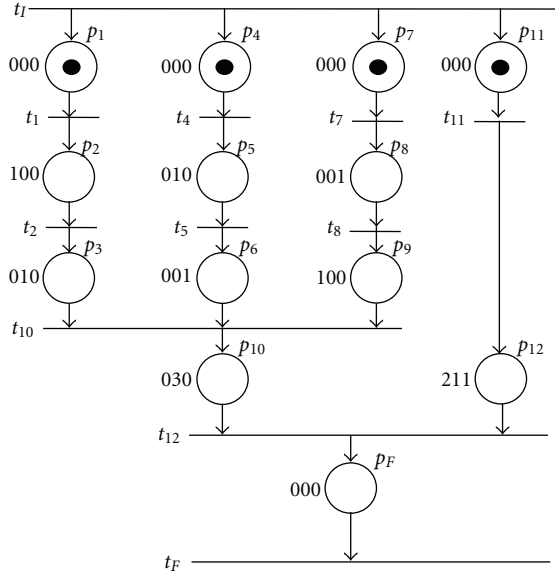 t_I
p_1 p_4 p_7 p_11
000 000 000 000
t_1 t_4 t_7 t_11
p_2 p_5 p_8
100 010 001
t_2 t_5 t_8
p_3 p_6 p_9
010 001 100
t_10
p_10 p_12
030 211
t_12
p_F
000
t_F